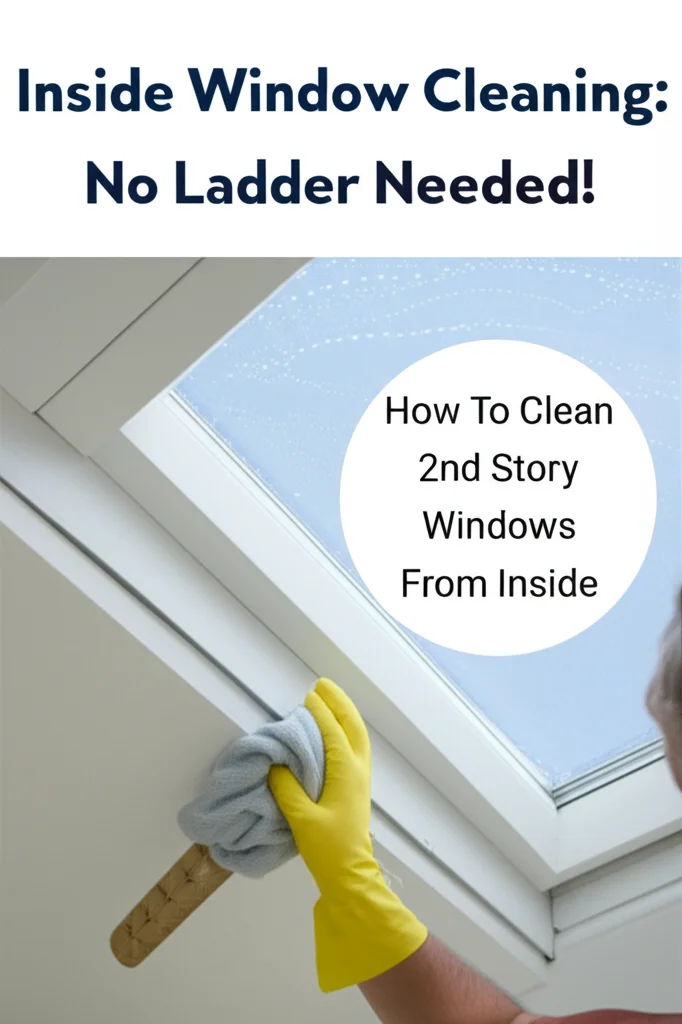 Inside Window Cleaning:
No Ladder Needed!
How To Clean
2nd Story
Windows
From Inside